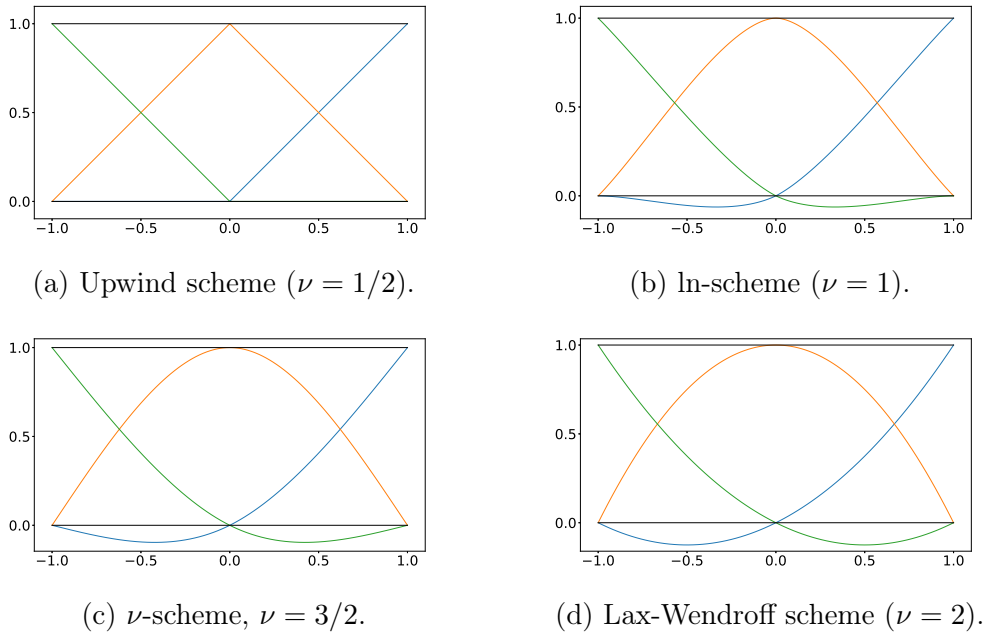 1.0
0.5
0.0
−1.0 −0.5 0.0 0.5 1.0
(a) Upwind scheme (ν = 1/2).
1.0
0.5
0.0
−1.0 −0.5 0.0 0.5 1.0
(b) ln-scheme (ν = 1).
1.0
0.5
0.0
−1.0 −0.5 0.0 0.5 1.0
(c) ν-scheme, ν = 3/2.
1.0
0.5
0.0
−1.0 −0.5 0.0 0.5 1.0
(d) Lax-Wendroff scheme (ν = 2).